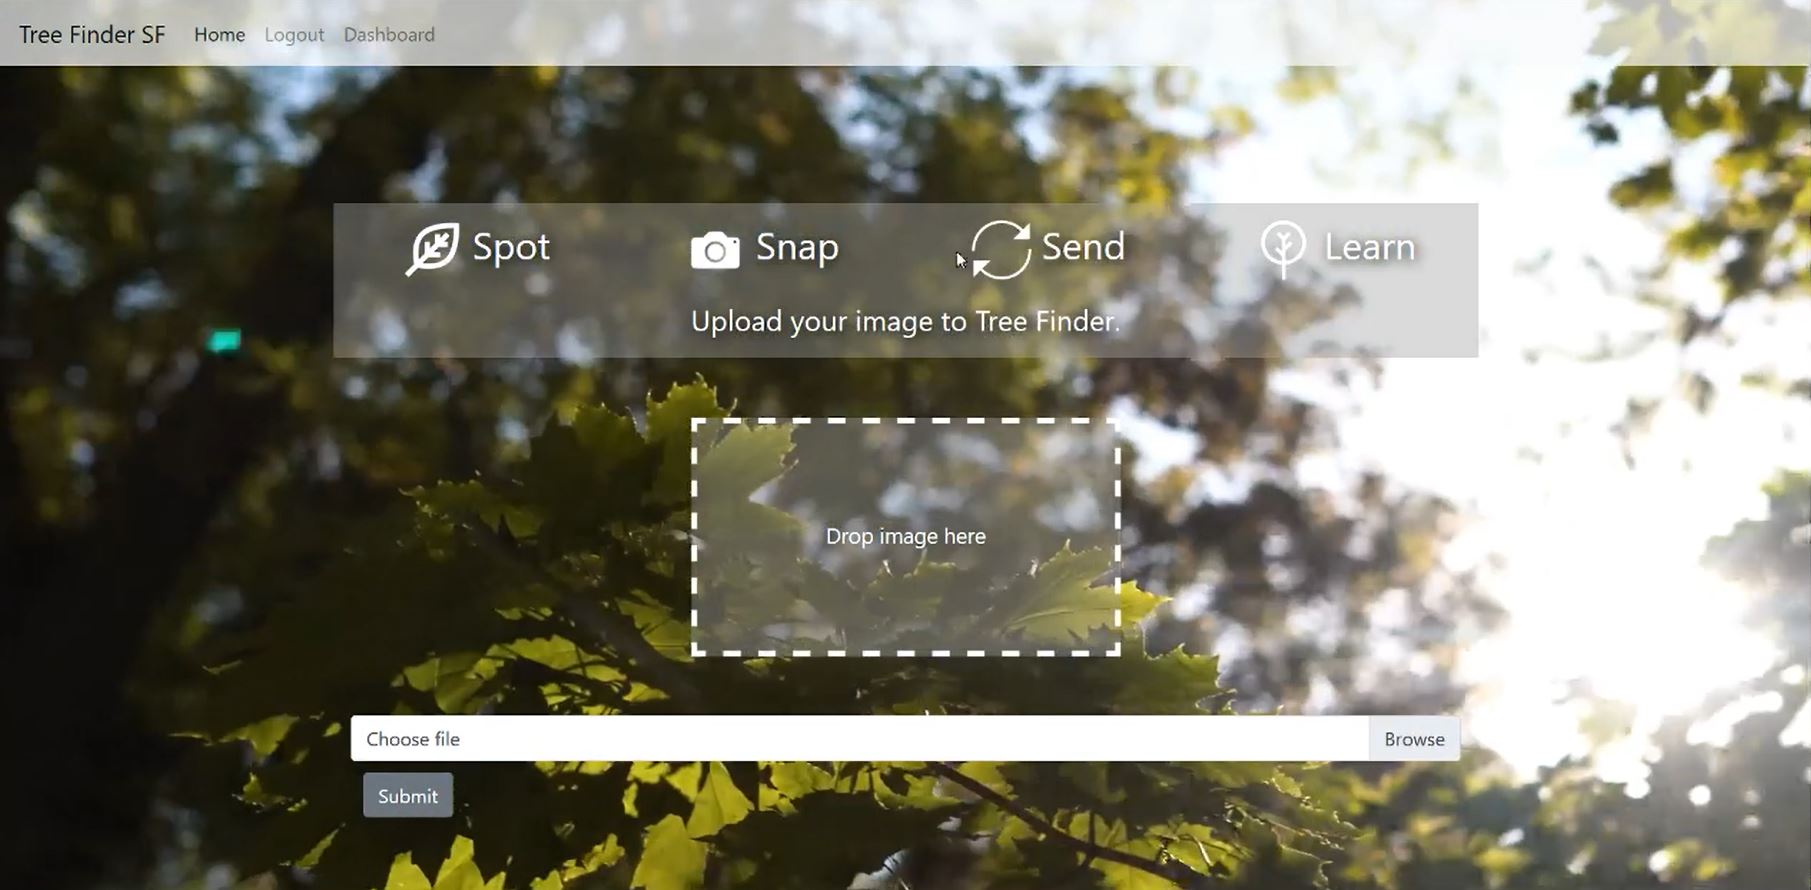 Tree Finder SF Home Logout Dashboard
Spot Snap Send Learn
Upload your image to Tree Finder.
Drop image here
Choose file Browse
Submit